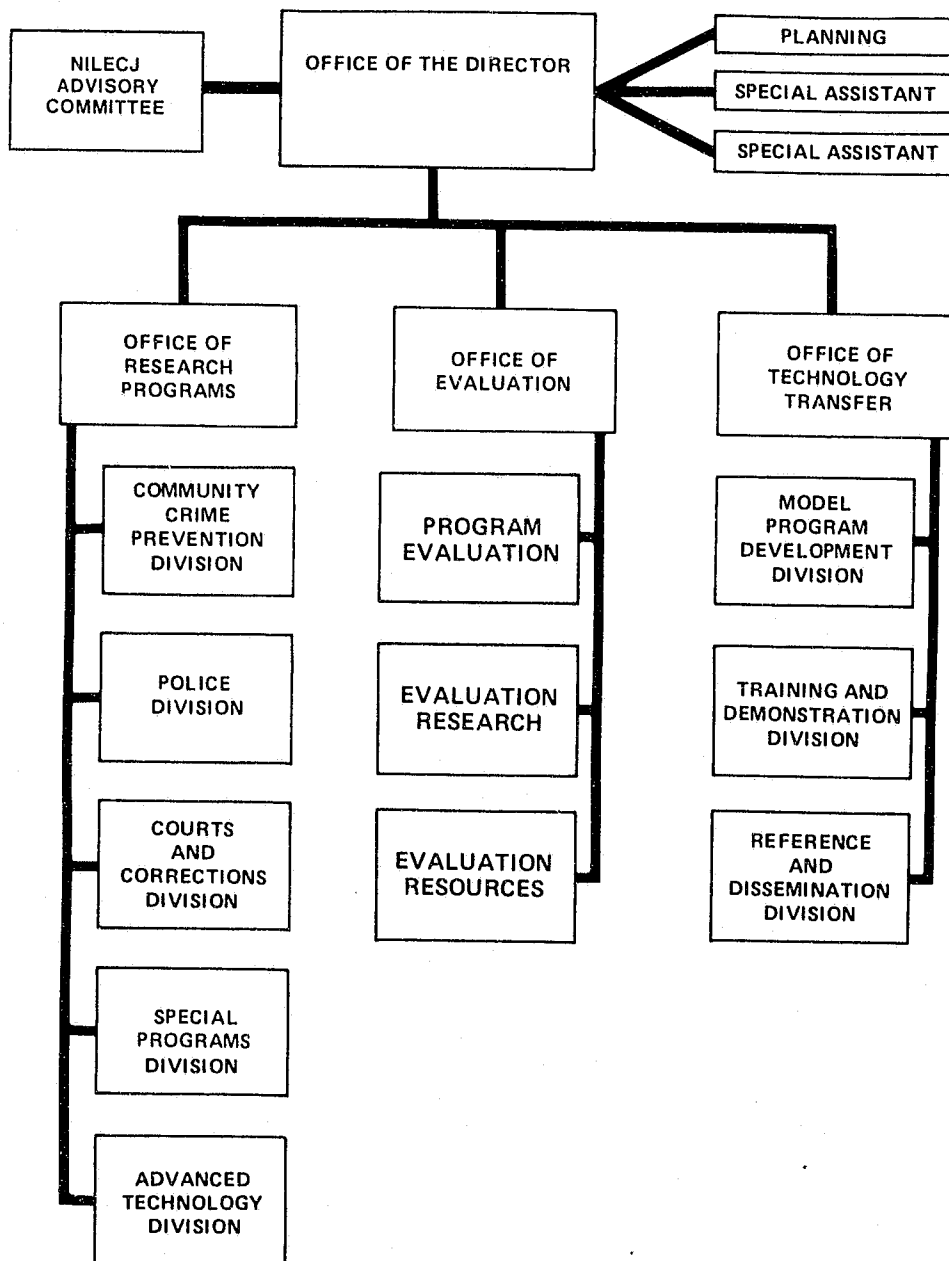 NILECJ
ADVISORY
COMMITTEE
OFFICE OF THE DIRECTOR
PLANNING
SPECIAL ASSISTANT
SPECIAL ASSISTANT
OFFICE OF
RESEARCH
PROGRAMS
OFFICE OF
EVALUATION
OFFICE OF
TECHNOLOGY
TRANSFER
COMMUNITY
CRIME
PREVENTION
DIVISION
POLICE
DIVISION
COURTS
AND
CORRECTIONS
DIVISION
SPECIAL
PROGRAMS
DIVISION
ADVANCED
TECHNOLOGY
DIVISION
PROGRAM
EVALUATION
EVALUATION
RESEARCH
EVALUATION
RESOURCES
MODEL
PROGRAM
DEVELOPMENT
DIVISION
TRAINING AND
DEMONSTRATION
DIVISION
REFERENCE
AND
DISSEMINATION
DIVISION